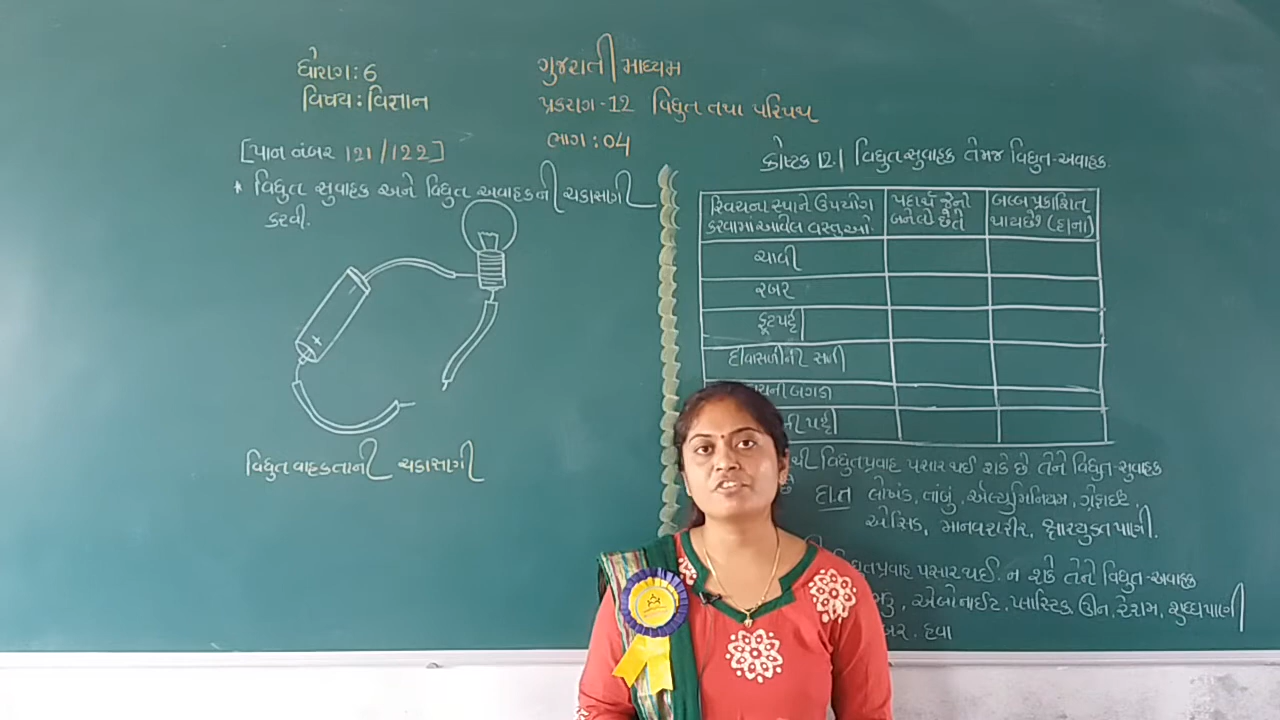 ધોરણ : 6
વિષય : વિજ્ઞાન
ગુજરાતી માધ્યમ
પ્રકરણ - 12 વિદ્યુત તથા પરિપથ
ભાગ : 04
[પાન નંબર 121/122]
* વિદ્યુત સુવાહક અને વિદ્યુત અવાહકની ચકાસણી
કરવી.
+
વિદ્યુત વાહકતાની ચકાસણી
કોષ્ટક 12.1 વિદ્યુત સુવાહક તેમજ વિદ્યુત-અવાહક
સ્વિચના સ્થાને ઉપયોગ
કરવામા આવેલ વસ્તુઓ.
પદાર્થ જેનો
બનેલો છે તે
બલ્બ પ્રકાશિત
થાય છે? (હા/ના)
ચાવી
રબર
ફૂટપટ્ટી
દીવાસળીની સળી
બગડી
પટ્ટી
વિદ્યુતપ્રવાહ પસાર થઈ શકે છે તેને વિદ્યુત-સુવાહક
છે
દા.ત લોખંડ, તાંબું, એલ્યુમિનિયમ, ગ્રેફાઈટ,
એસિડ, માનવશરીર, ક્ષારયુક્ત પાણી.
વિદ્યુતપ્રવાહ પસાર થઈ ન શકે તેને વિદ્યુત-અવાહક
એબોનાઈટ, પ્લાસ્ટિક, ઊન, રેશમ, શુદ્ધ પાણી
હવા